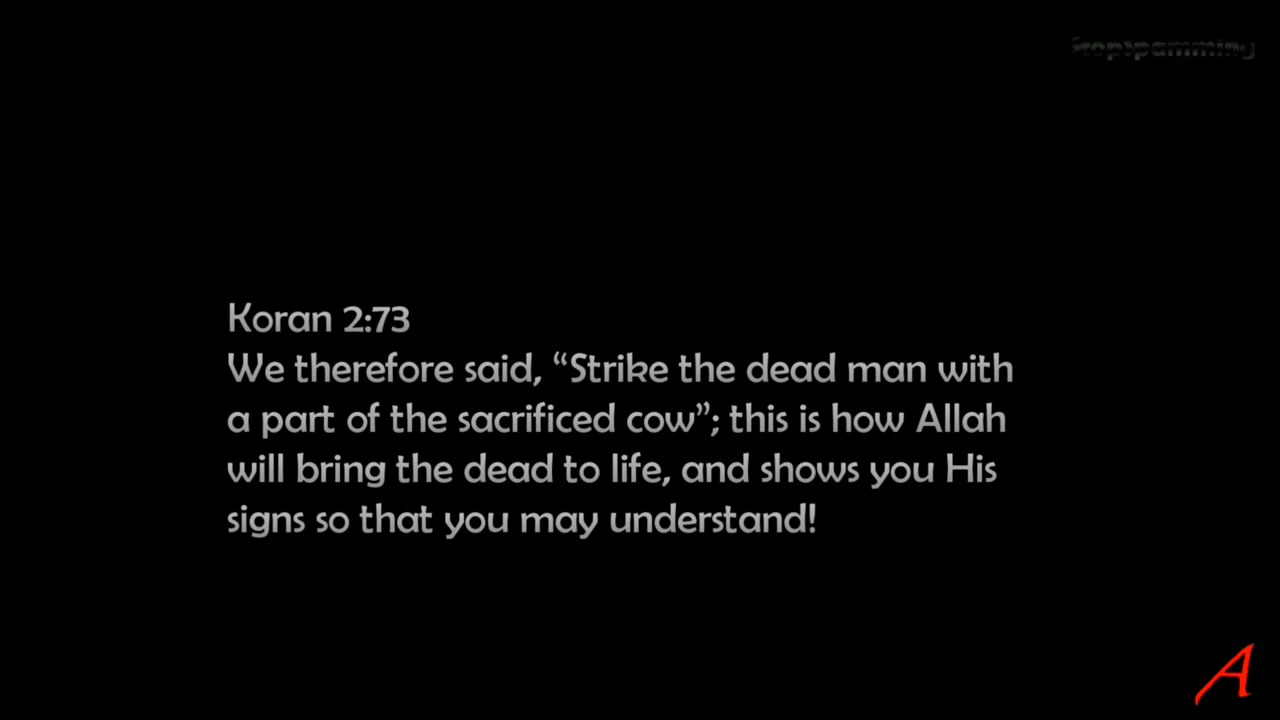 StopSpamming
Koran 2:73
We therefore said, “Strike the dead man with
a part of the sacrificed cow”; this is how Allah
will bring the dead to life, and shows you His
signs so that you may understand!
A